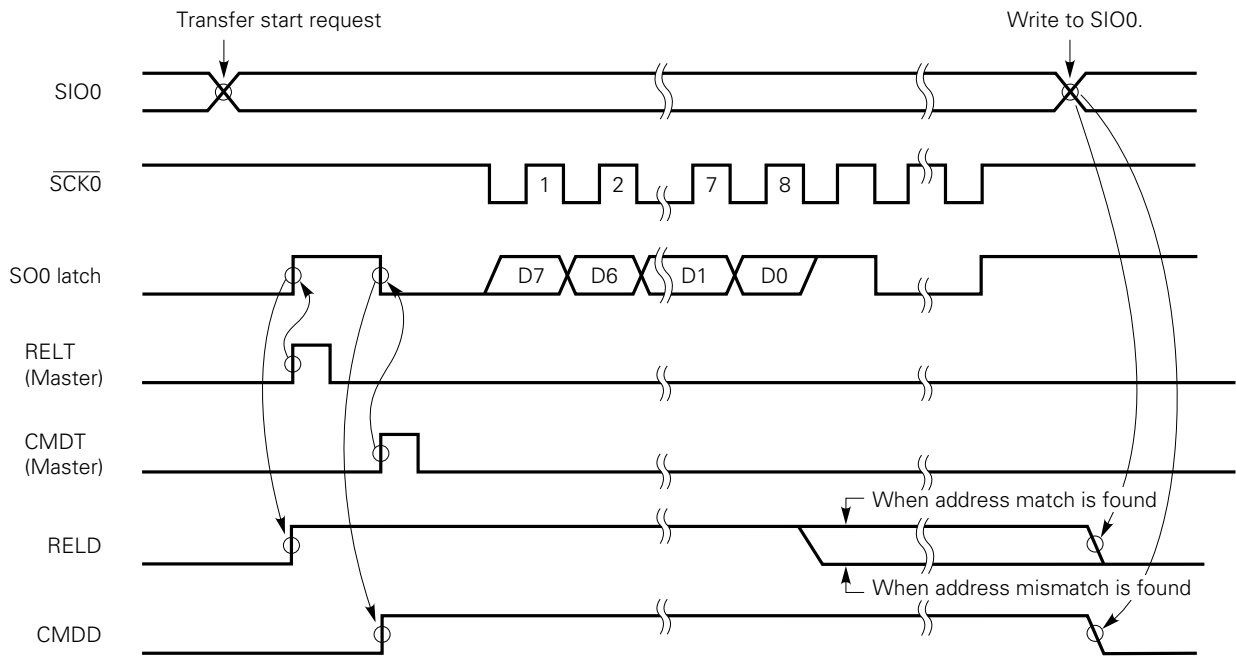 Transfer start request
Write to SIO0.
SIO0
SCK0
1 2 7 8
SO0 latch
D7 D6 D1 D0
RELT
(Master)
CMDT
(Master)
When address match is found
RELD
When address mismatch is found
CMDD